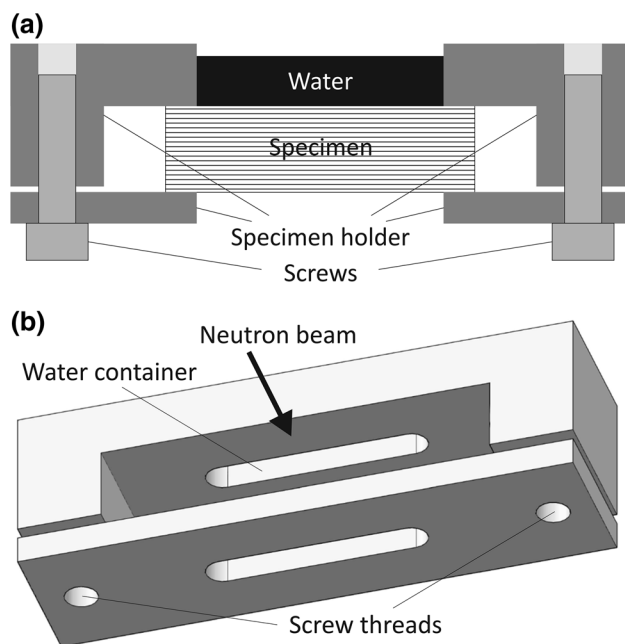 (a)
Water
Specimen
Specimen holder
Screws
(b)
Neutron beam
Water container
Screw threads